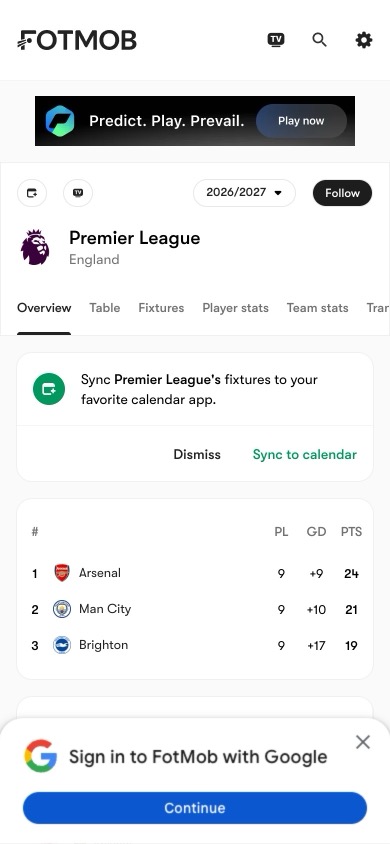 FOTMOB
TV
Predict. Play. Prevail. Play now
TV
2026/2027
Follow
Premier League
England
Overview Table Fixtures Player stats Team stats Tran
Sync Premier League's fixtures to your
favorite calendar app.
Dismiss Sync to calendar
# PL GD PTS
1 Arsenal 9 +9 24
2 Man City 9 +10 21
3 Brighton 9 +17 19
Sign in to FotMob with Google
Continue